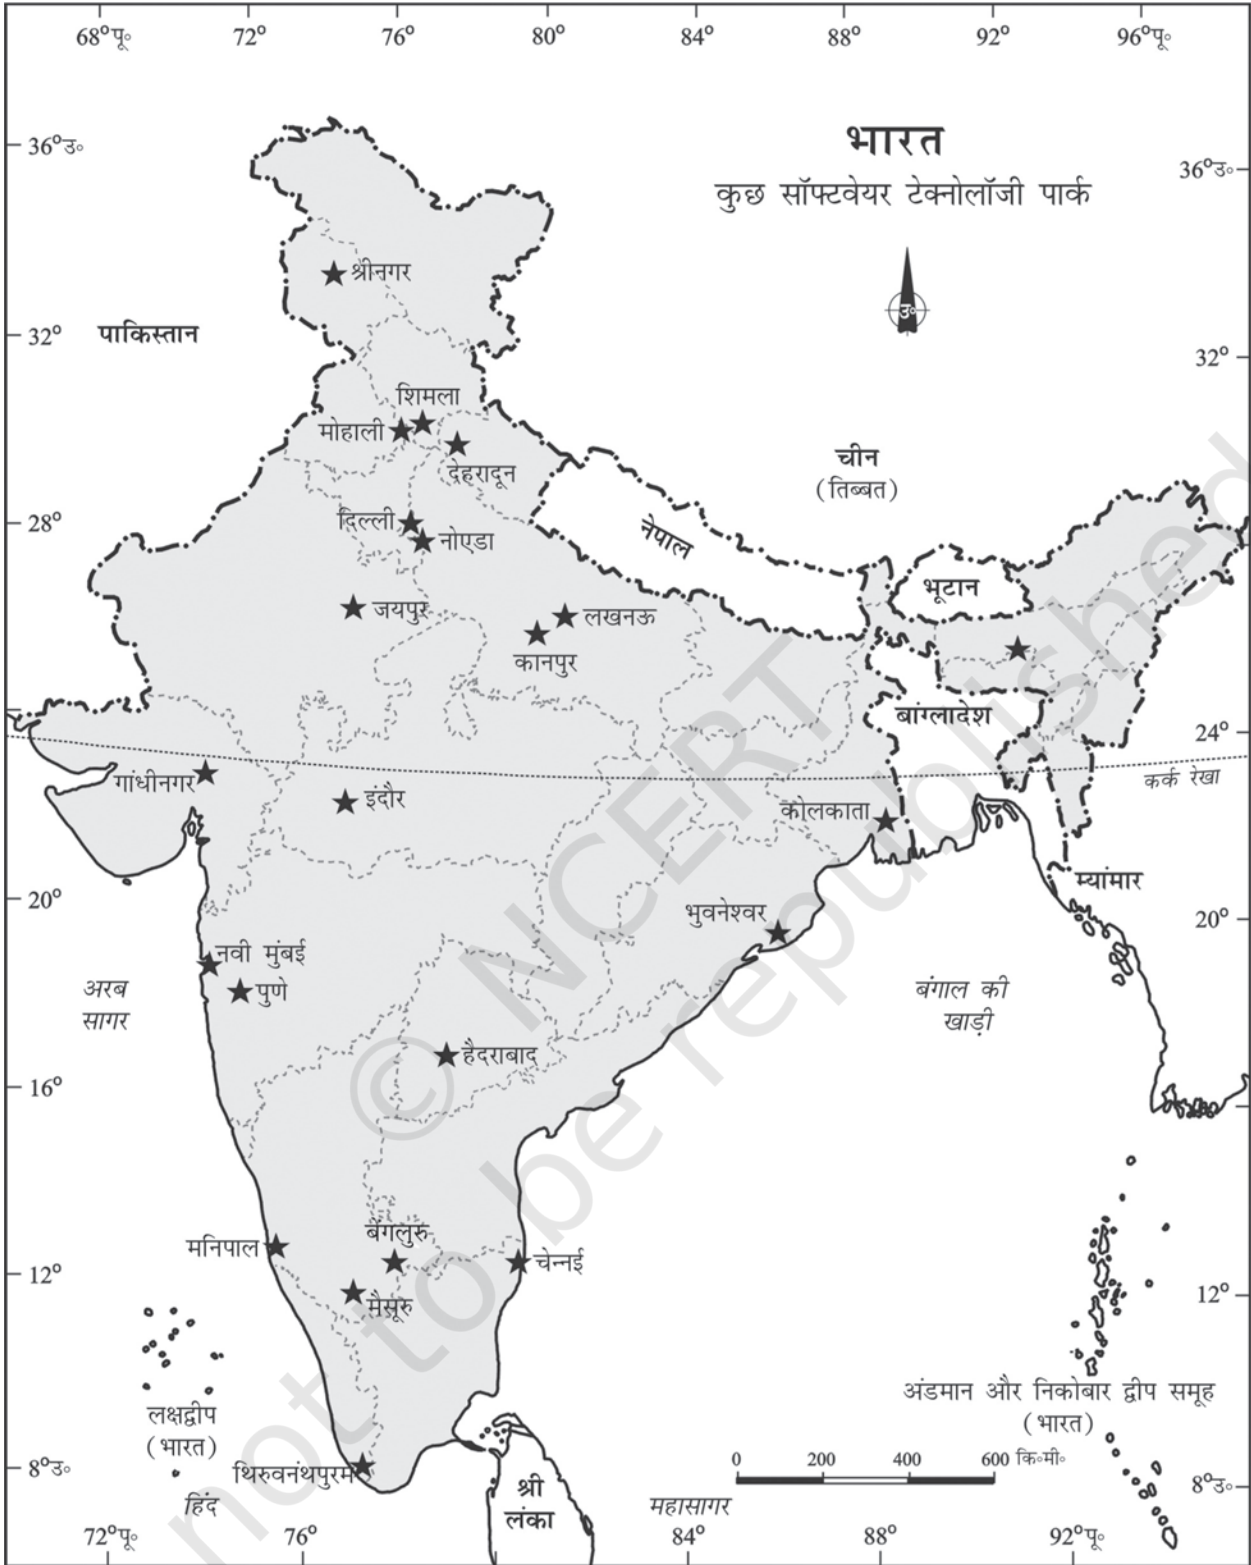 68°पू॰ 72° 76° 80° 84° 88° 92° 96°पू॰
भारत
कुछ सॉफ्टवेयर टेक्नोलॉजी पार्क
36°उ॰
36°उ॰
उ॰
श्रीनगर
पाकिस्तान
32°
32°
शिमला
मोहाली
देहरादून
चीन
(तिब्बत)
28°
दिल्ली
नोएडा
नेपाल
भूटान
जयपुर
लखनऊ
कानपुर
बांग्लादेश
24°
कर्क रेखा
गांधीनगर
इंदौर
कोलकाता
म्यांमार
20°
20°
भुवनेश्वर
नवी मुंबई
पुणे
अरब
सागर
बंगाल की
खाड़ी
हैदराबाद
16°
© NCERT
not to be republished
बेंगलुरु
मनिपाल
चेन्नई
12°
12°
मैसूरु
लक्षद्वीप
(भारत)
अंडमान और निकोबार द्वीप समूह
(भारत)
0 200 400 600 कि॰मी॰
8°उ॰
8°उ॰
थिरुवनंथपुरम
श्री
लंका
हिंद
महासागर
72°पू॰ 76° 84° 88° 92°पू॰